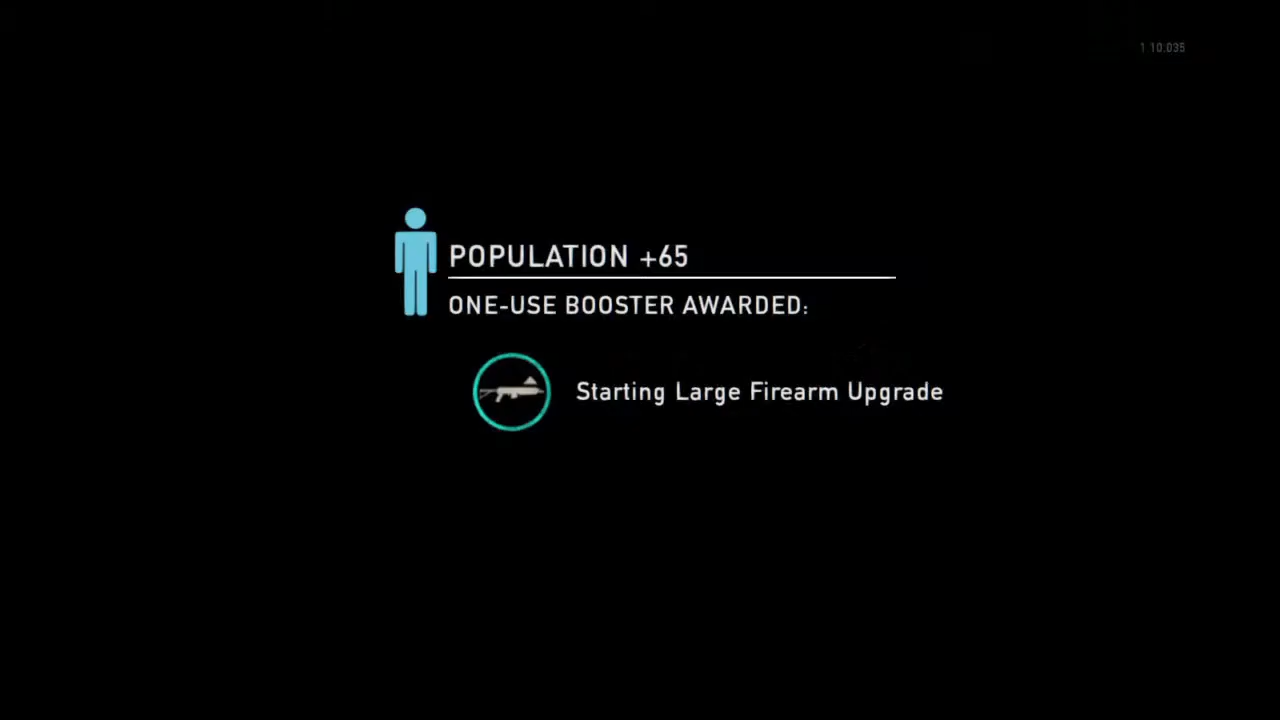 1 10.035
POPULATION +65
ONE-USE BOOSTER AWARDED:
Starting Large Firearm Upgrade